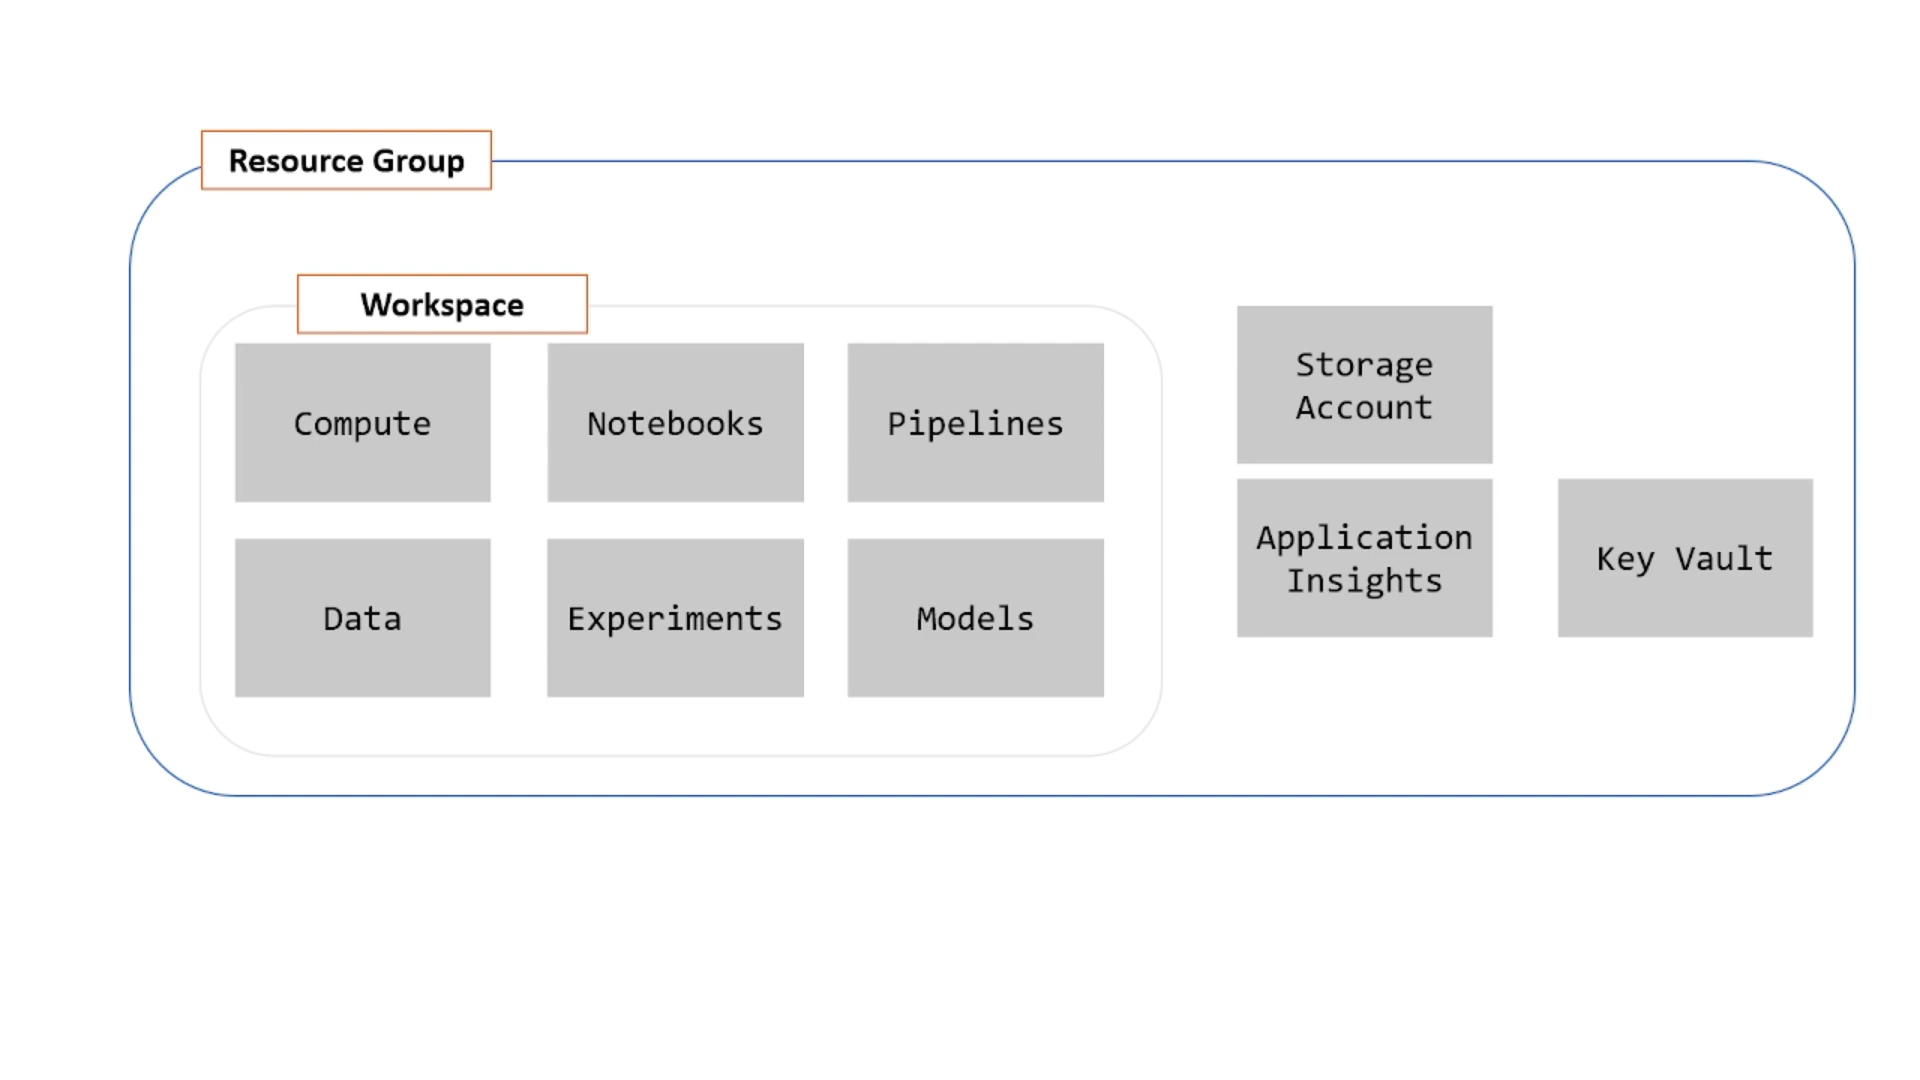 Resource Group
Workspace
Compute
Notebooks
Pipelines
Data
Experiments
Models
Storage
Account
Application
Insights
Key Vault